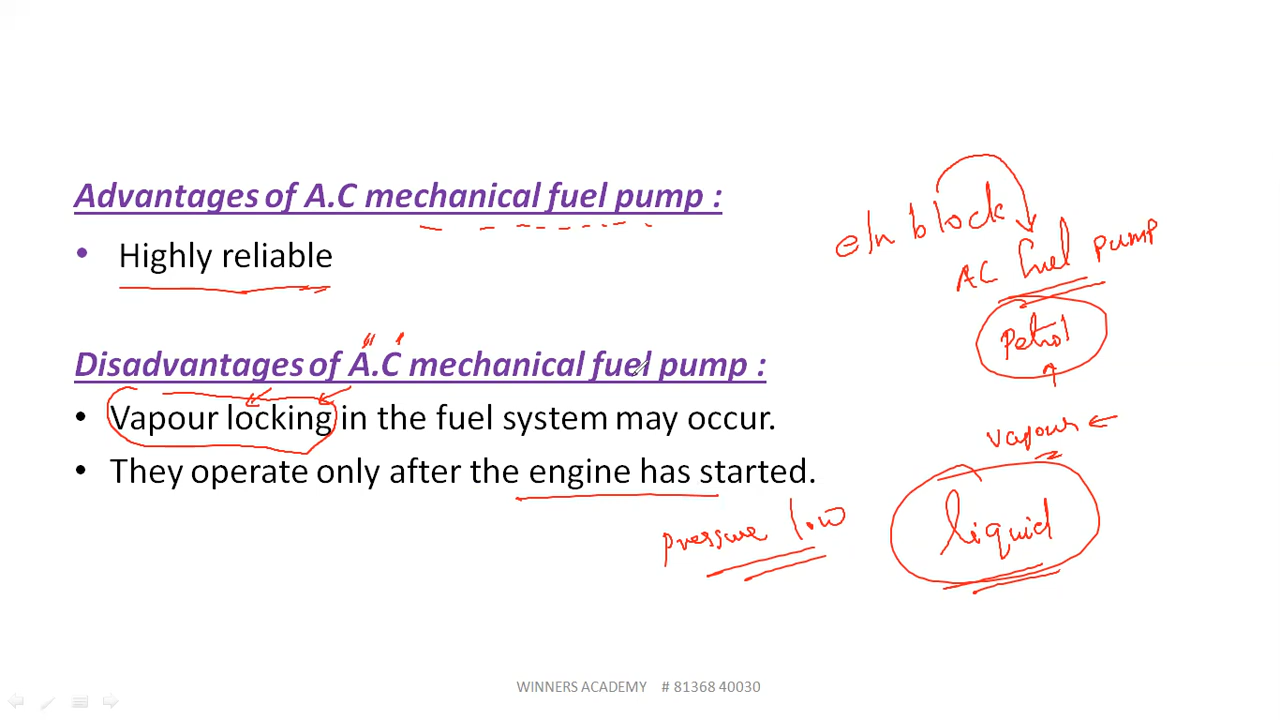 Advantages of A.C mechanical fuel pump :
• Highly reliable
Disadvantages of A.C mechanical fuel pump :
• Vapour locking in the fuel system may occur.
• They operate only after the engine has started.
e/n block
AC fuel pump
Petrol
vapour
liquid
pressure low
WINNERS ACADEMY # 81368 40030